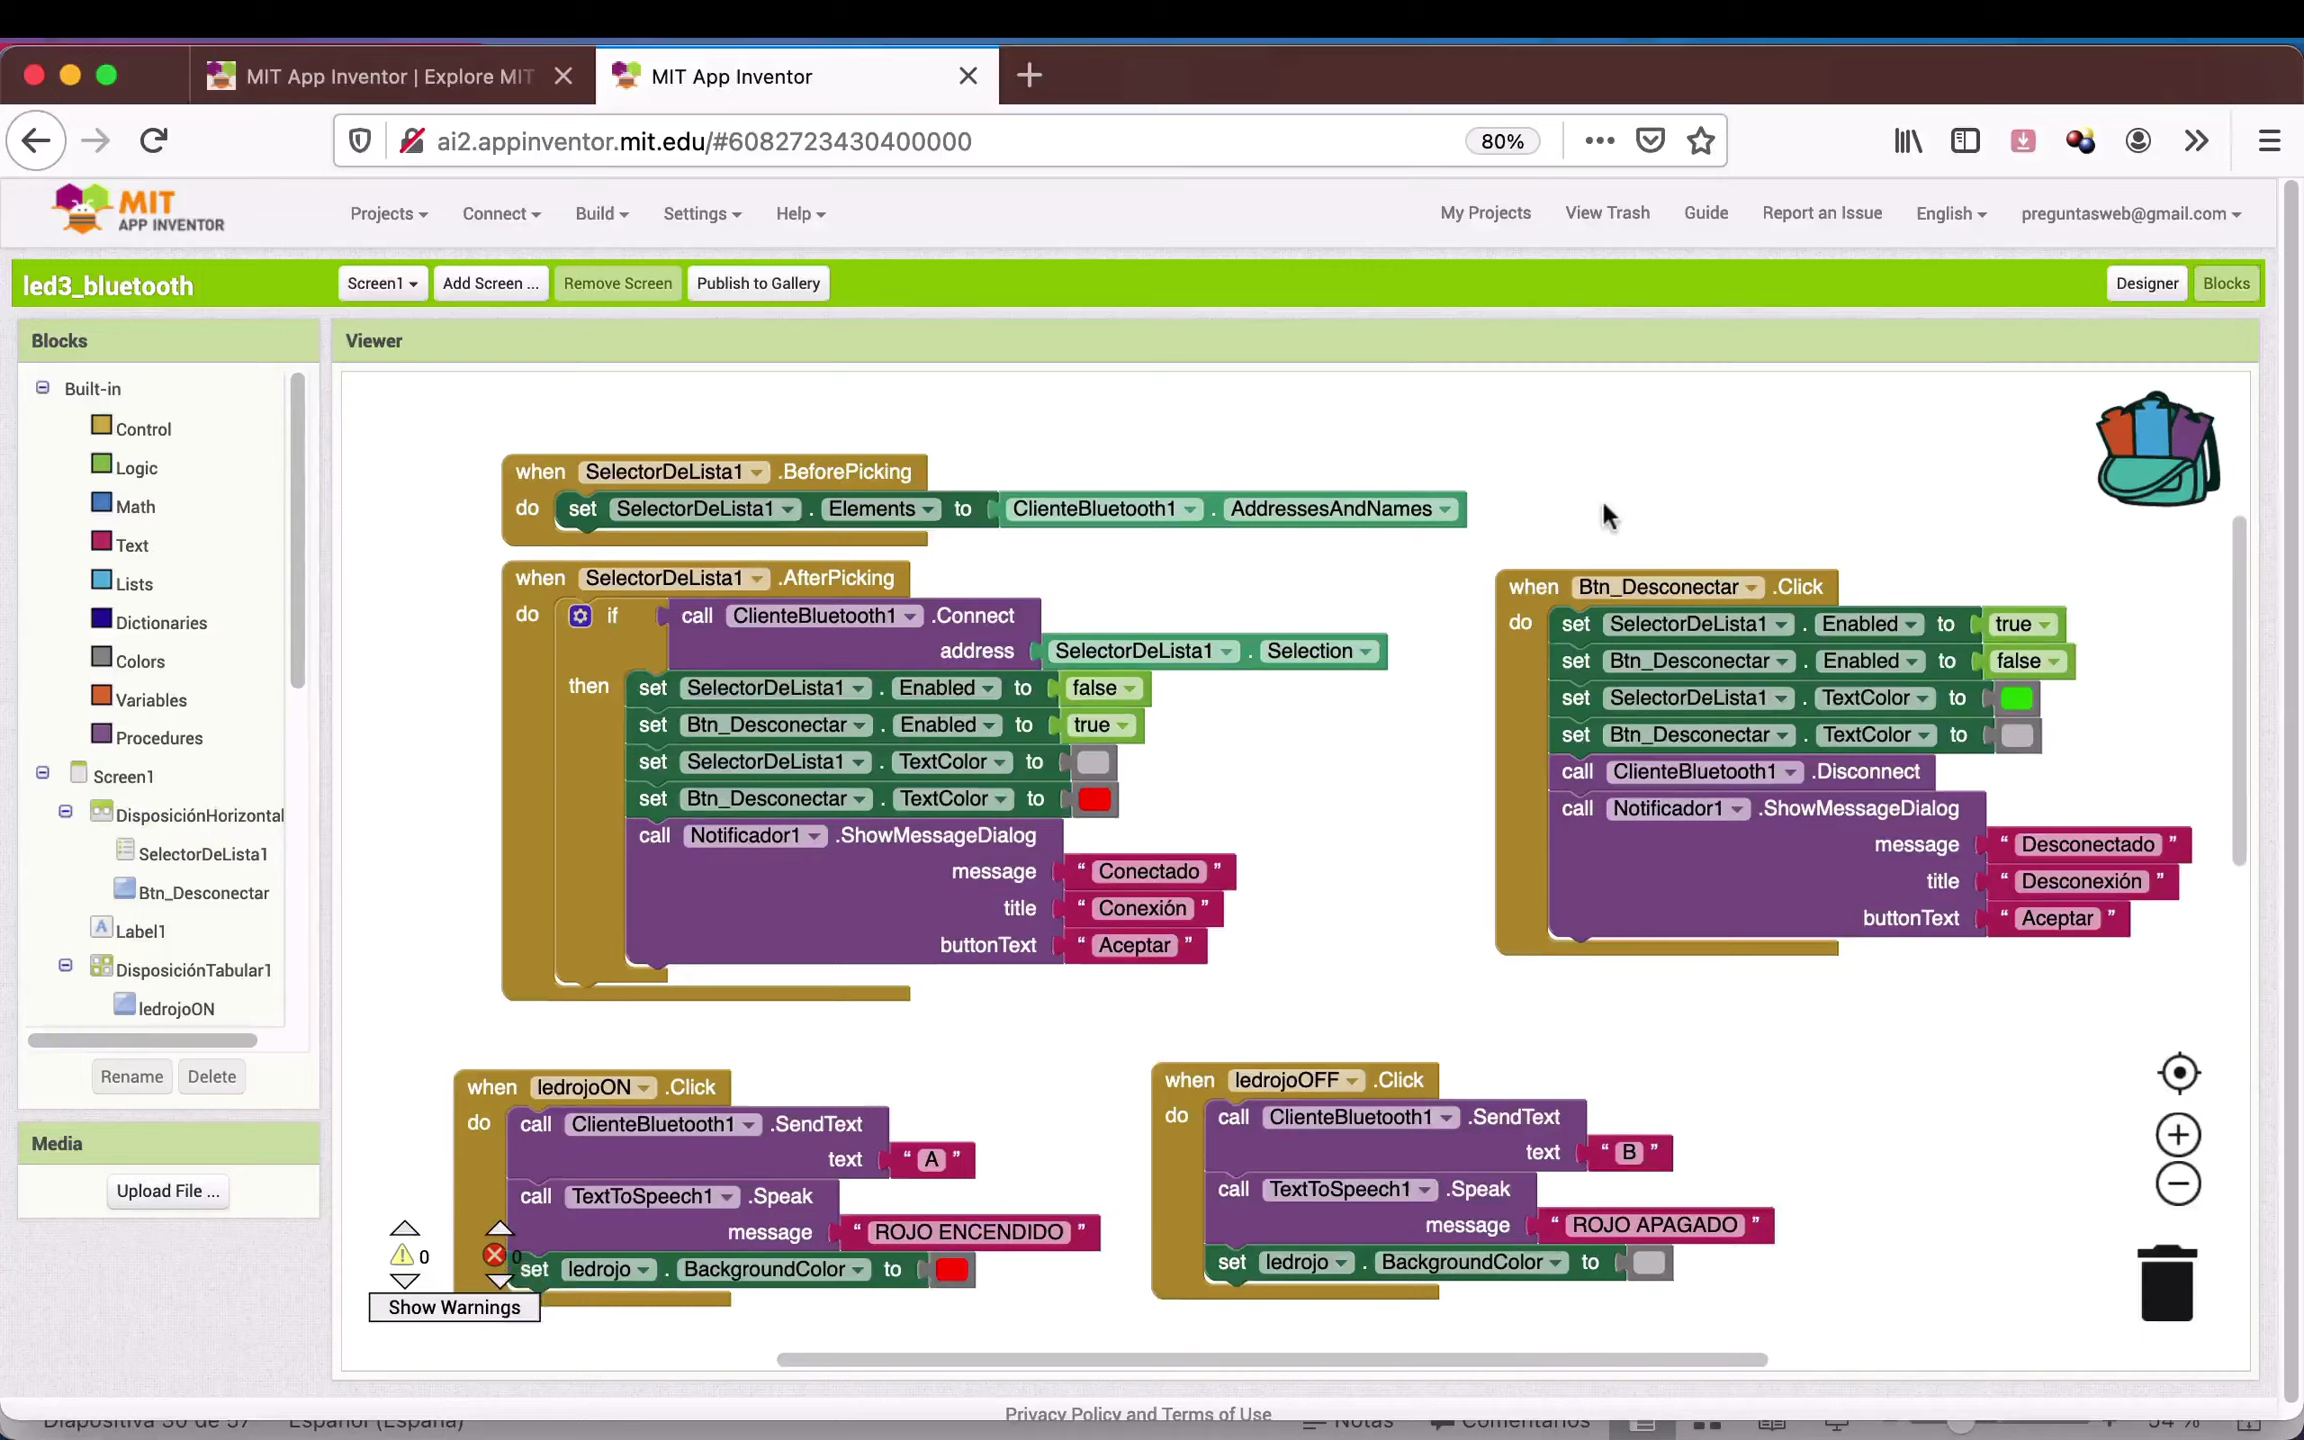 MIT App Inventor | Explore MIT
MIT App Inventor
ai2.appinventor.mit.edu/#6082723430400000
80%
MIT
APP INVENTOR
Projects
Connect
Build
Settings
Help
My Projects
View Trash
Guide
Report an Issue
English
preguntasweb@gmail.com
led3_bluetooth
Screen1
Add Screen ...
Remove Screen
Publish to Gallery
Designer
Blocks
Blocks
Built-in
Control
Logic
Math
Text
Lists
Dictionaries
Colors
Variables
Procedures
Screen1
DisposiciónHorizontal
SelectorDeLista1
Btn_Desconectar
Label1
DisposiciónTabular1
ledrojoON
Rename
Delete
Media
Upload File ...
Viewer
when SelectorDeLista1 .BeforePicking
do set SelectorDeLista1 . Elements to ClienteBluetooth1 . AddressesAndNames
when SelectorDeLista1 .AfterPicking
do if call ClienteBluetooth1 .Connect
address SelectorDeLista1 . Selection
then set SelectorDeLista1 . Enabled to false
set Btn_Desconectar . Enabled to true
set SelectorDeLista1 . TextColor to
set Btn_Desconectar . TextColor to
call Notificador1 .ShowMessageDialog
message “ Conectado ”
title “ Conexión ”
buttonText “ Aceptar ”
when Btn_Desconectar .Click
do set SelectorDeLista1 . Enabled to true
set Btn_Desconectar . Enabled to false
set SelectorDeLista1 . TextColor to
set Btn_Desconectar . TextColor to
call ClienteBluetooth1 .Disconnect
call Notificador1 .ShowMessageDialog
message “ Desconectado ”
title “ Desconexión ”
buttonText “ Aceptar ”
when ledrojoON .Click
do call ClienteBluetooth1 .SendText
text “ A ”
call TextToSpeech1 .Speak
message “ ROJO ENCENDIDO ”
set ledrojo . BackgroundColor to
when ledrojoOFF .Click
do call ClienteBluetooth1 .SendText
text “ B ”
call TextToSpeech1 .Speak
message “ ROJO APAGADO ”
set ledrojo . BackgroundColor to
0
0
Show Warnings
Privacy Policy and Terms of Use
Diapositiva 30 de 57
Español (España)
Notas
Comentarios